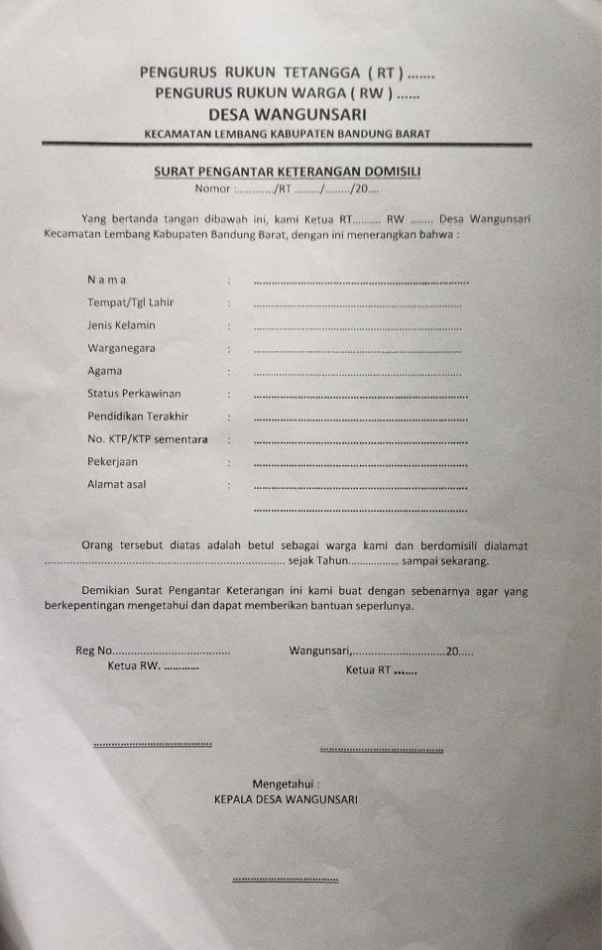 PENGURUS RUKUN TETANGGA ( RT ) .......
PENGURUS RUKUN WARGA ( RW ) ......
DESA WANGUNSARI
KECAMATAN LEMBANG KABUPATEN BANDUNG BARAT
SURAT PENGANTAR KETERANGAN DOMISILI
Nomor :............/RT ......../......../20....
Yang bertanda tangan dibawah ini, kami Ketua RT......... RW ........ Desa Wangunsari
Kecamatan Lembang Kabupaten Bandung Barat, dengan ini menerangkan bahwa :
N a m a : ......................................................................
Tempat/Tgl Lahir : ......................................................................
Jenis Kelamin : ......................................................................
Warganegara : ......................................................................
Agama : ......................................................................
Status Perkawinan : ......................................................................
Pendidikan Terakhir : ......................................................................
No. KTP/KTP sementara : ......................................................................
Pekerjaan : ......................................................................
Alamat asal : ......................................................................
......................................................................
Orang tersebut diatas adalah betul sebagai warga kami dan berdomisili dialamat
................................................................................ sejak Tahun................. sampai sekarang.
Demikian Surat Pengantar Keterangan ini kami buat dengan sebenarnya agar yang
berkepentingan mengetahui dan dapat memberikan bantuan seperlunya.
Reg No....................................... Wangunsari,...............................20.....
Ketua RW. ............ Ketua RT .......
....................................... .........................................
Mengetahui :
KEPALA DESA WANGUNSARI
...................................